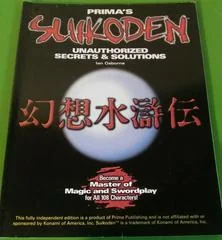 PRIMA'S
SUIKODEN
UNAUTHORIZED
SECRETS & SOLUTIONS
Ian Osborne
幻想水滸伝
Become a
Master of
Magic and Swordplay
for All 108 Characters!
This fully independent edition is a product of Prima Publishing and is not affiliated with or
sponsored by Konami of America, Inc. Suikoden™ is a trademark of Konami of America, Inc.